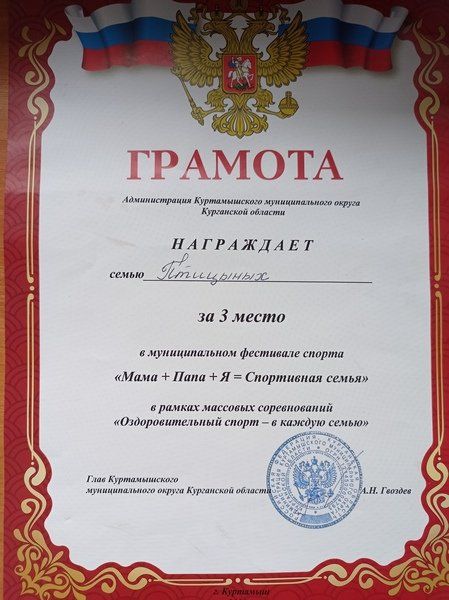 ГРАМОТА
Администрация Куртамышского муниципального округа
Курганской области
НАГРАЖДАЕТ
семью Птицыных
за 3 место
в муниципальном фестивале спорта
«Мама + Папа + Я = Спортивная семья»
в рамках массовых соревнований
«Оздоровительный спорт – в каждую семью»
Глав Куртамышского
муниципального округа Курганской области А.Н. Гвоздев
г. Куртамыш